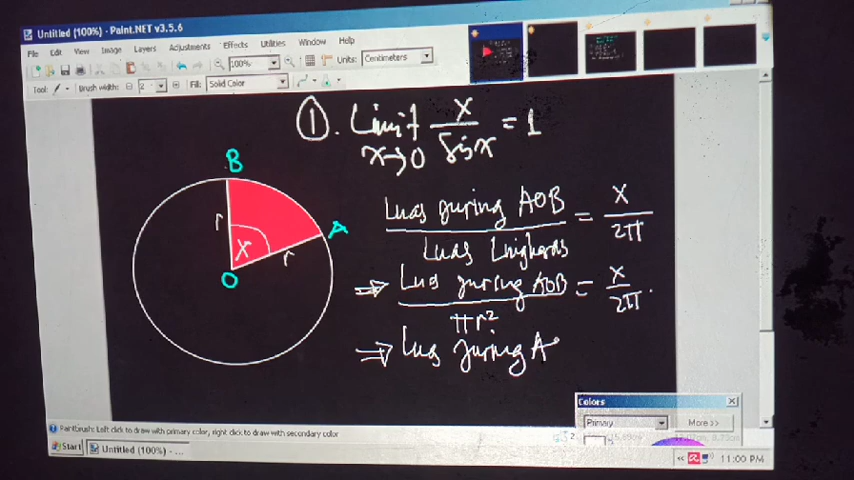 Untitled (100%) - Paint.NET v3.5.6
File Edit View Image Layers Adjustments Effects Utilities Window Help
100% Units: Centimeters
Tool: Brush width: 2 Fill: Solid Color
1. Limit x→0 x/sin x = 1
B
r
A
x
r
O
Luas juring AOB / Luas lingkaran = x / 2π
⇒ Luas juring AOB / πr² = x / 2π.
⇒ Luas juring A
Colors
Primary More >>
Paintbrush: Left click to draw with primary color, right click to draw with secondary color
Start Untitled (100%) - ...
« 11:00 PM